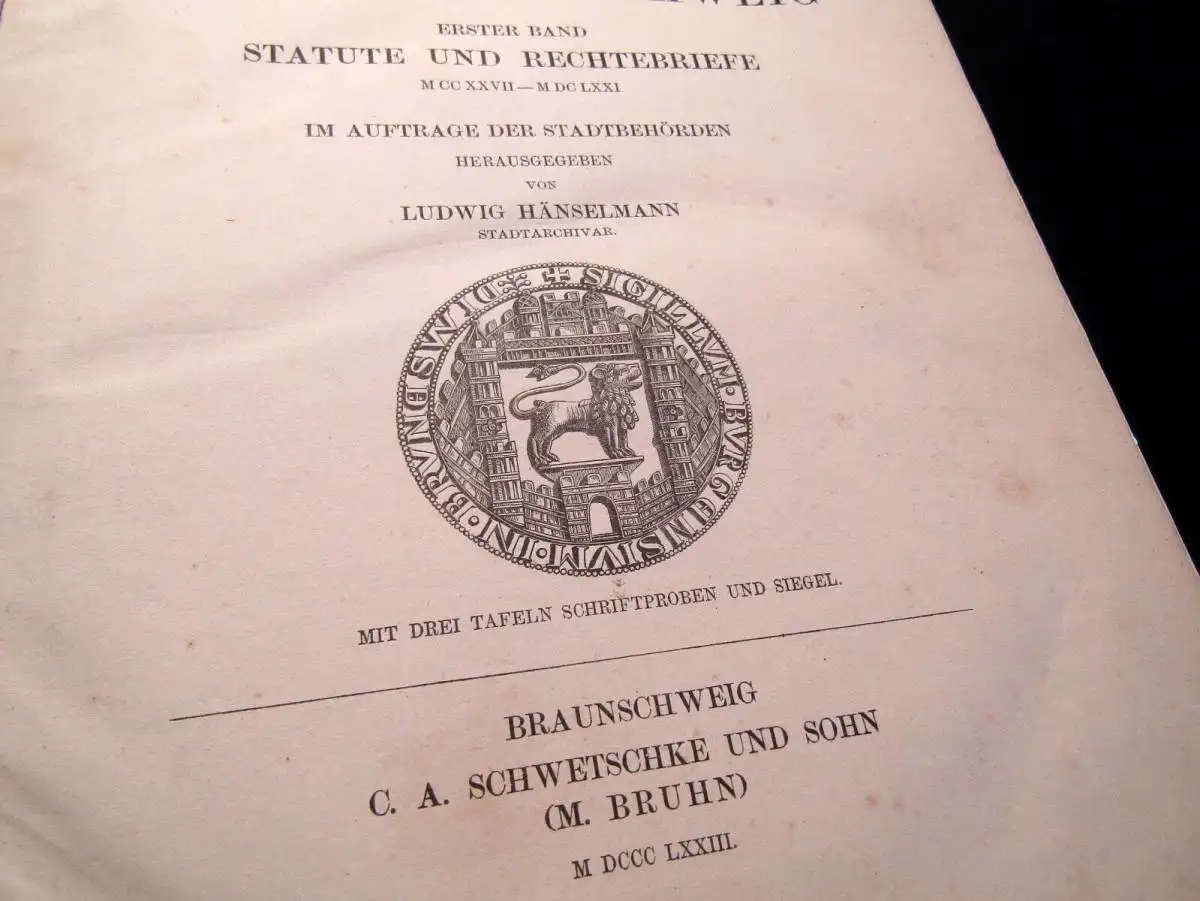 ERSTER BAND
STATUTE UND RECHTEBRIEFE
M CC XXVII — M DC LXXI
IM AUFTRAGE DER STADTBEHÖRDEN
HERAUSGEGEBEN
VON
LUDWIG HÄNSELMANN
STADTARCHIVAR.
+ SIGILLVM · BVRGENSIVM · IN · BRVNESWICH
MIT DREI TAFELN SCHRIFTPROBEN UND SIEGEL.
BRAUNSCHWEIG
C. A. SCHWETSCHKE UND SOHN
(M. BRUHN)
M DCCC LXXIII.